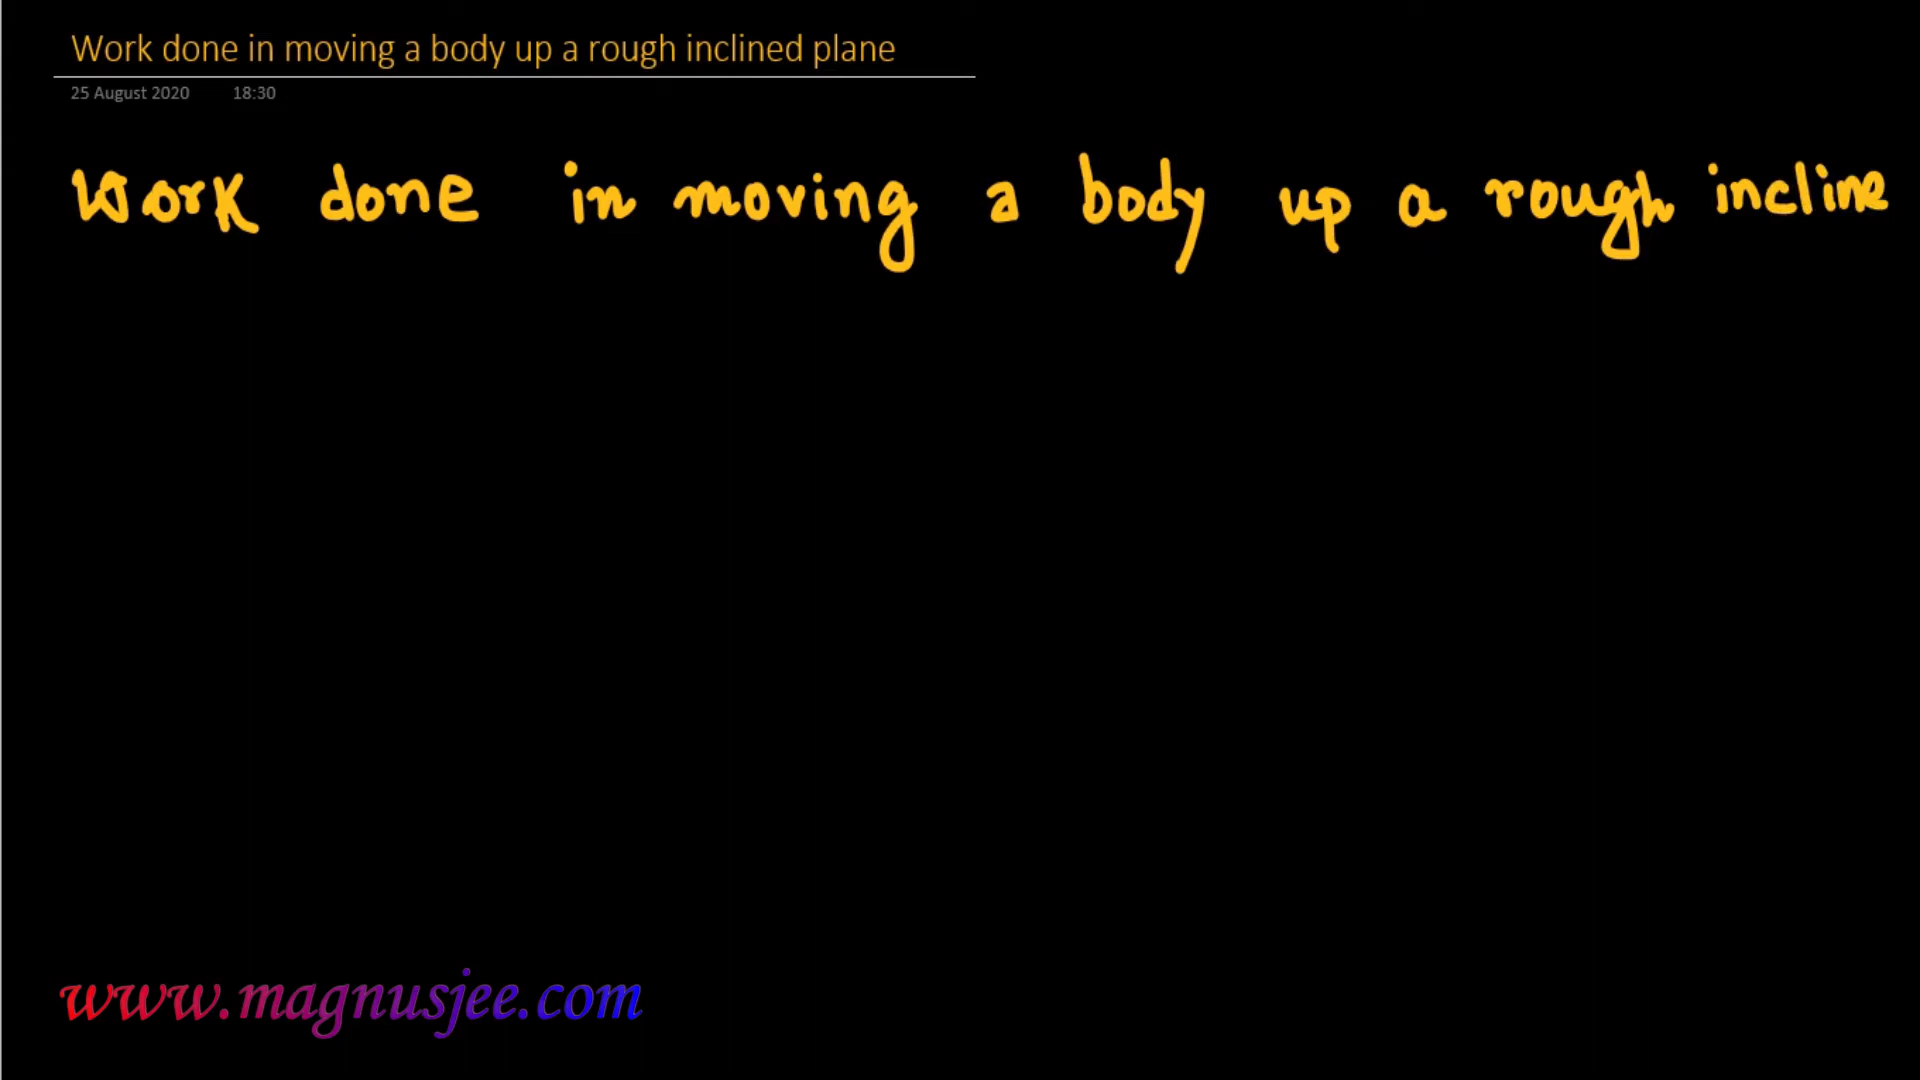 Work done in moving a body up a rough inclined plane
25 August 2020 18:30
Work done in moving a body up a rough incline
www.magnusjee.com